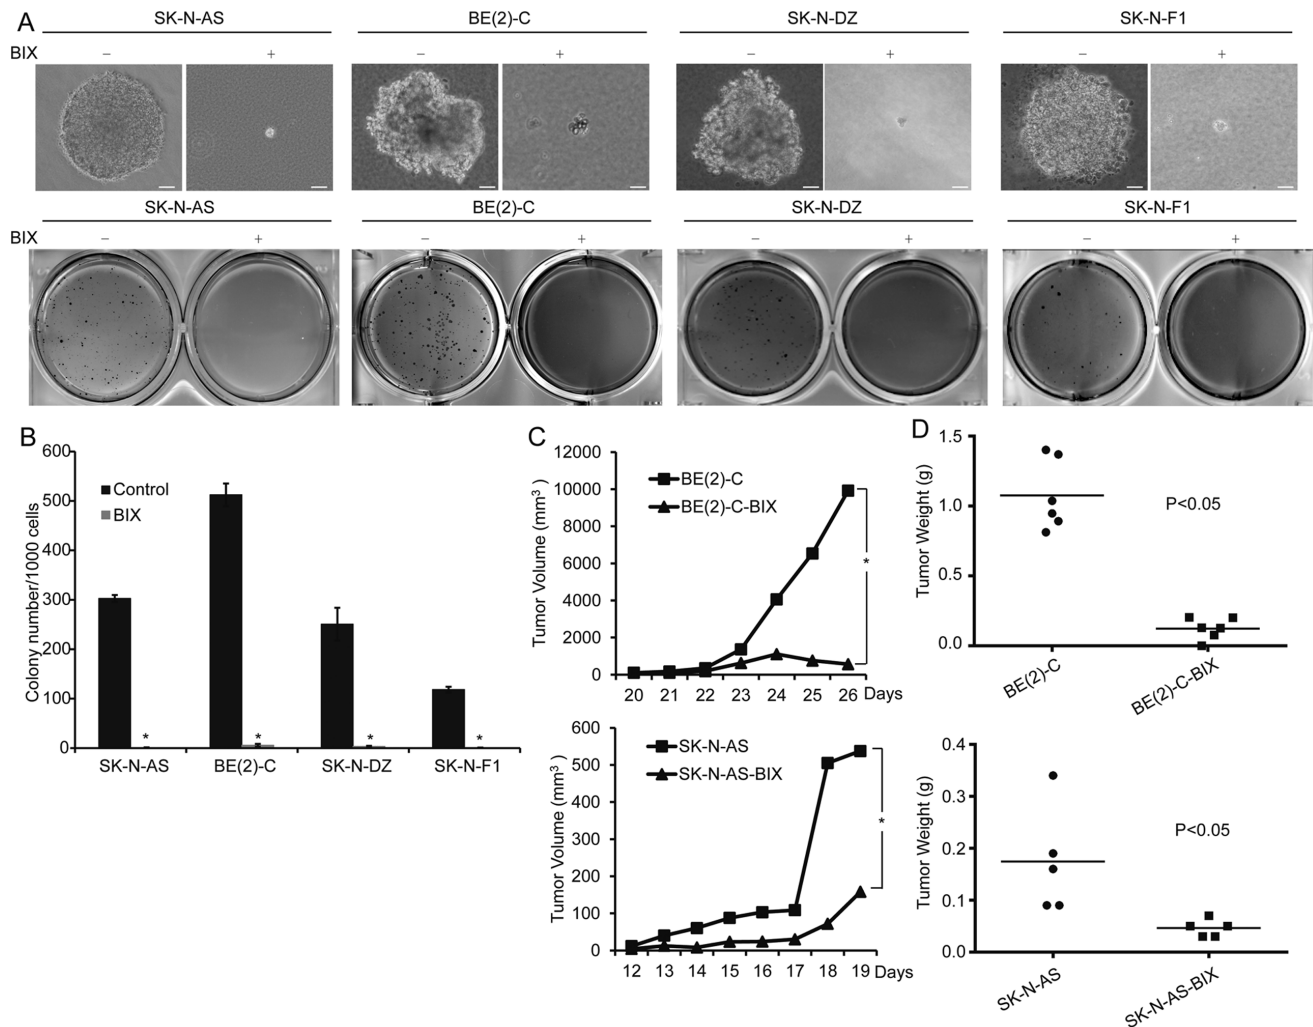 A
SK-N-AS BE(2)-C SK-N-DZ SK-N-F1
BIX – + – + – + – +
SK-N-AS BE(2)-C SK-N-DZ SK-N-F1
BIX – + – + – + – +
B
600
500
400
300
200
100
0
Colony number/1000 cells
Control
BIX
* * * *
SK-N-AS BE(2)-C SK-N-DZ SK-N-F1
C
12000
10000
8000
6000
4000
2000
0
Tumor Volume (mm³)
BE(2)-C
BE(2)-C-BIX
*
20 21 22 23 24 25 26 Days
600
500
400
300
200
100
0
Tumor Volume (mm³)
SK-N-AS
SK-N-AS-BIX
*
12 13 14 15 16 17 18 19 Days
D
1.5
1.0
0.5
0.0
Tumor Weight (g)
P<0.05
BE(2)-C
BE(2)-C-BIX
0.4
0.3
0.2
0.1
0.0
Tumor Weight (g)
P<0.05
SK-N-AS
SK-N-AS-BIX